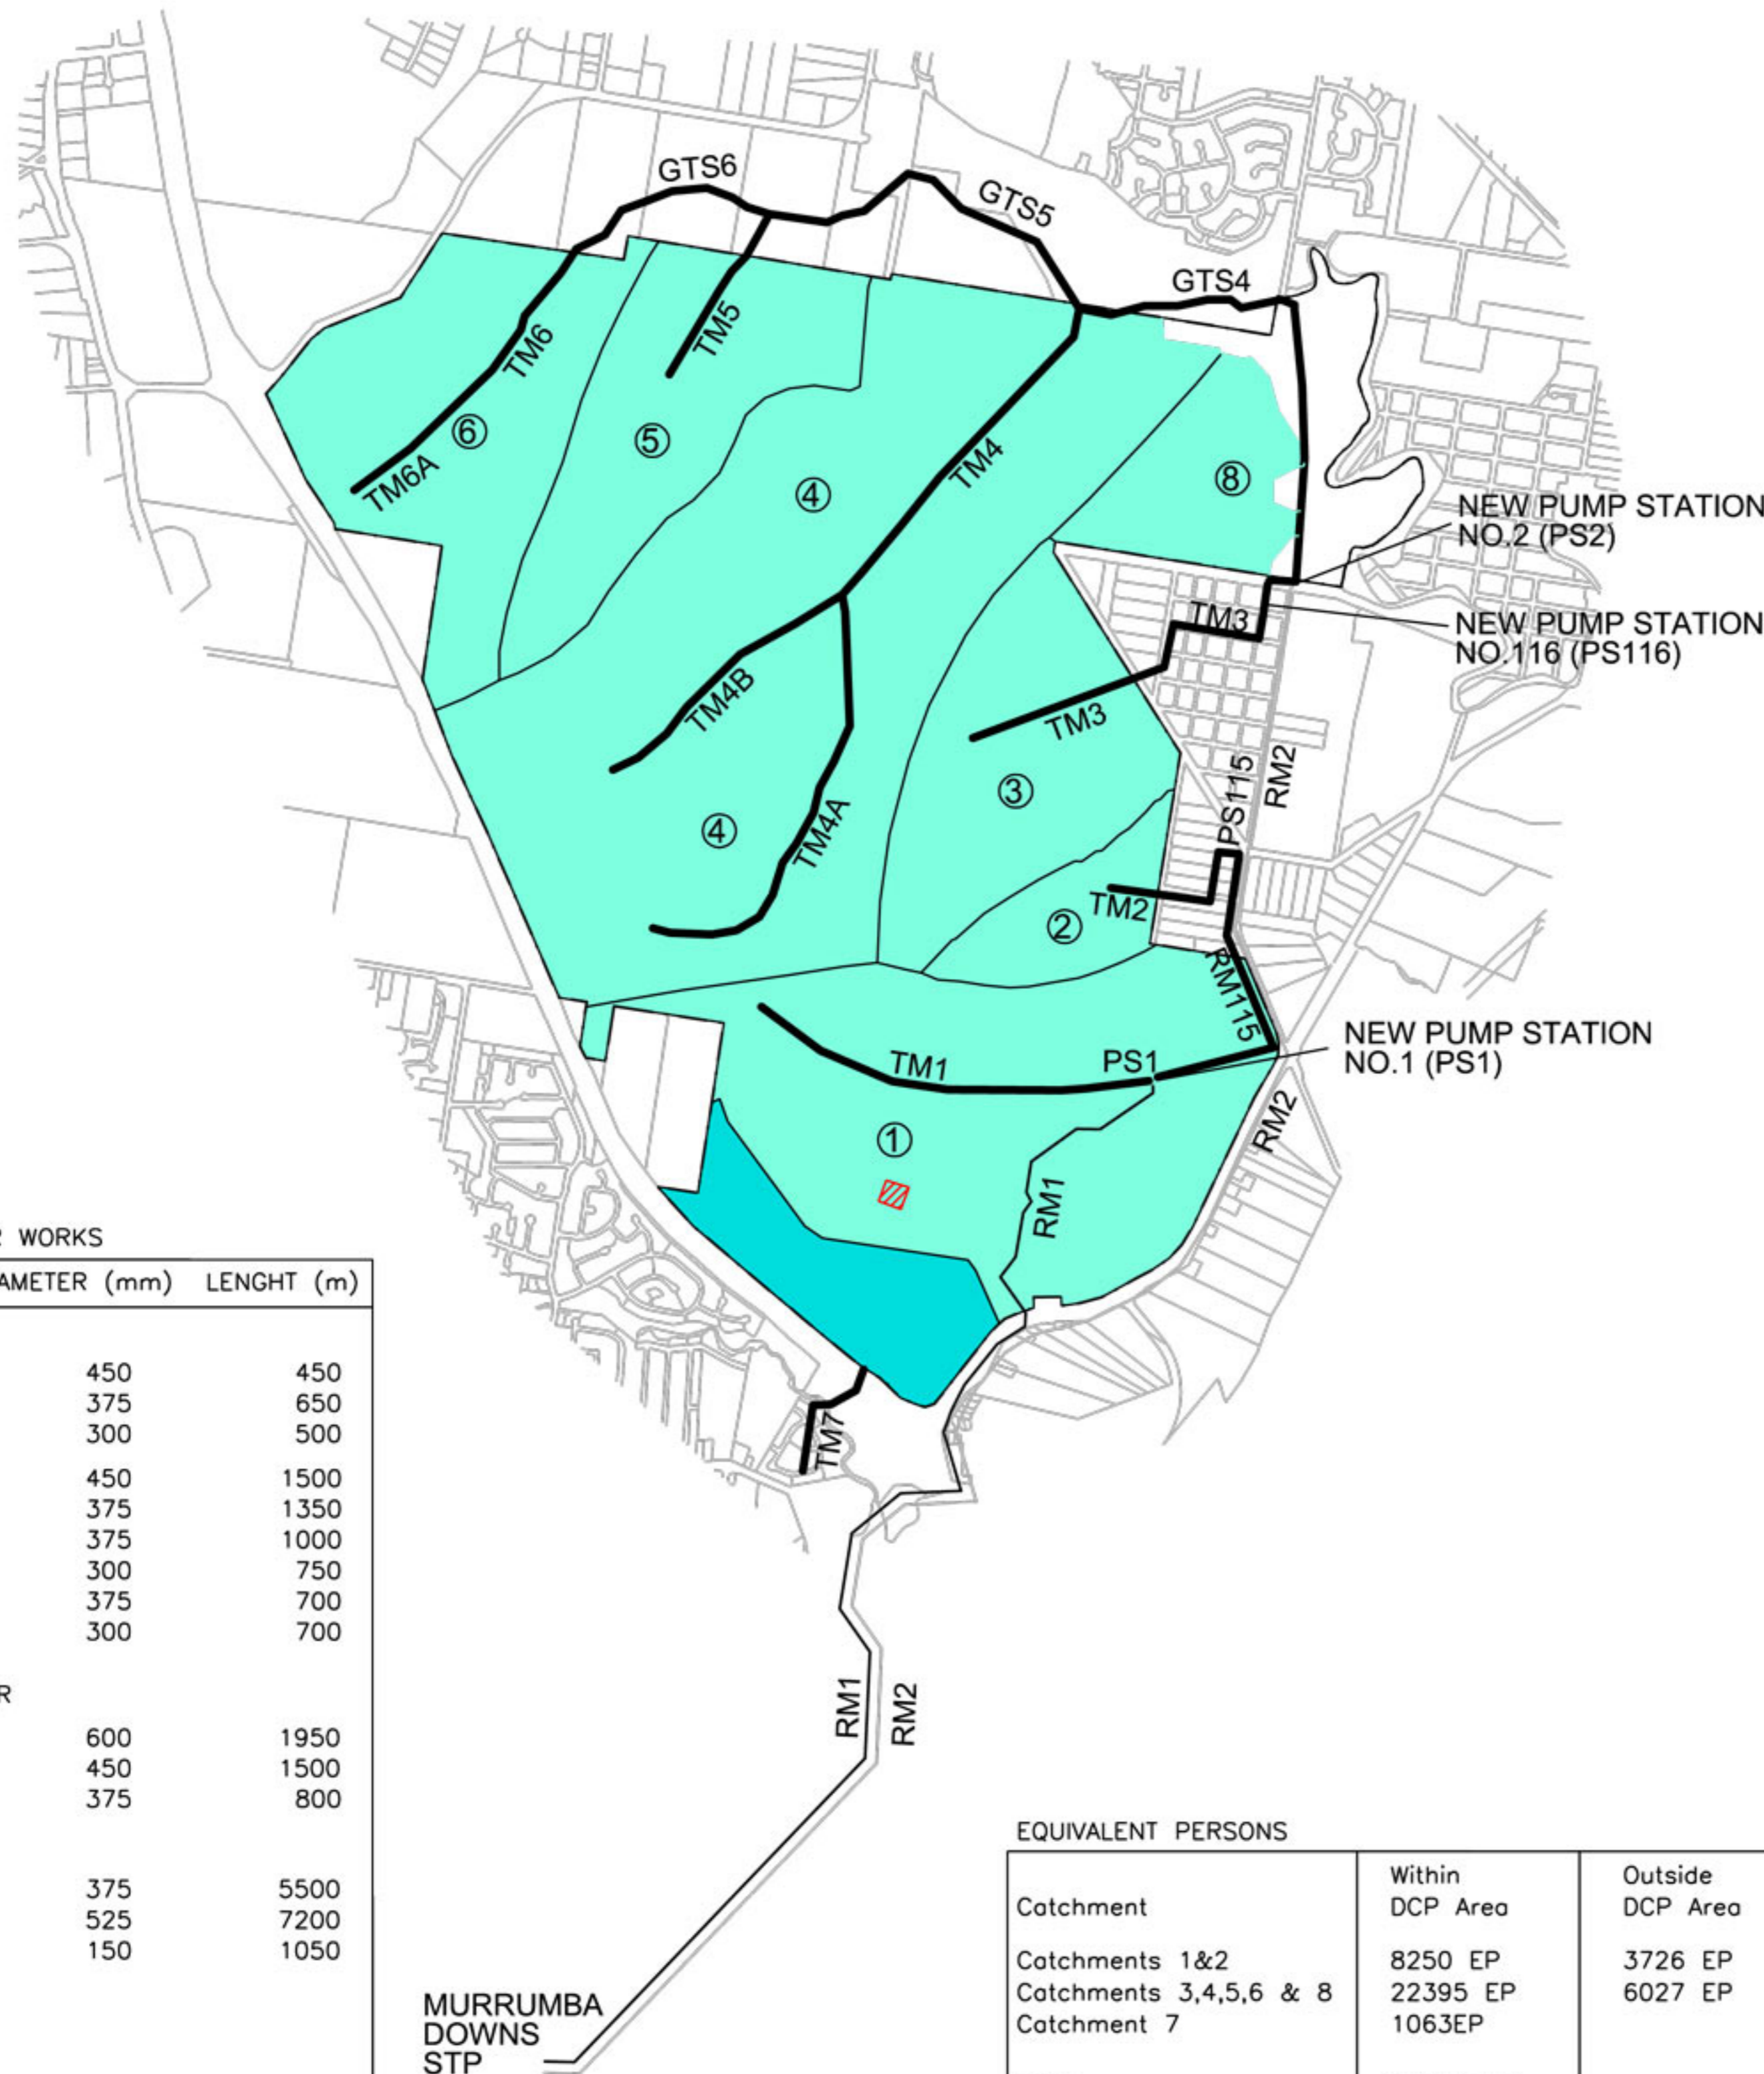 GTS6
GTS5
GTS4
TM6
TM5
TM6A
⑥
⑤
④
TM4
⑧
NEW PUMP STATION
NO.2 (PS2)
TM3
NEW PUMP STATION
NO.116 (PS116)
TM4B
TM3
③
PS115
RM2
④
TM4A
TM2
②
RM115
NEW PUMP STATION
NO.1 (PS1)
TM1
PS1
①
RM1
RM2
TM7
RM1
RM2
MURRUMBA
DOWNS
STP
WORKS
AMETER (mm) LENGHT (m)
450 450
375 650
300 500
450 1500
375 1350
375 1000
300 750
375 700
300 700
R
600 1950
450 1500
375 800
375 5500
525 7200
150 1050
EQUIVALENT PERSONS
Catchment Within DCP Area Outside DCP Area
Catchments 1&2 8250 EP 3726 EP
Catchments 3,4,5,6 & 8 22395 EP 6027 EP
Catchment 7 1063EP